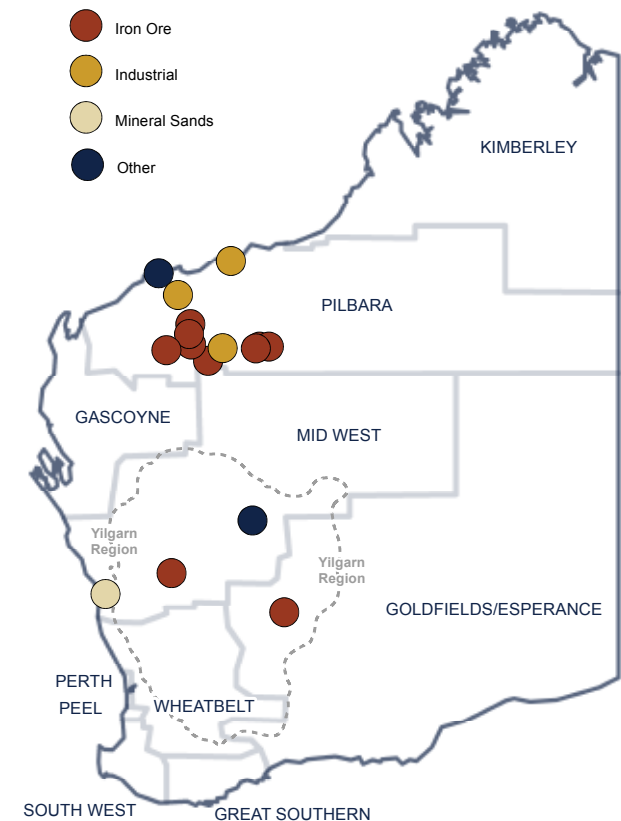 Iron Ore
Industrial
Mineral Sands
Other
KIMBERLEY
PILBARA
GASCOYNE
MID WEST
Yilgarn
Region
Yilgarn
Region
GOLDFIELDS/ESPERANCE
PERTH
PEEL
WHEATBELT
SOUTH WEST
GREAT SOUTHERN